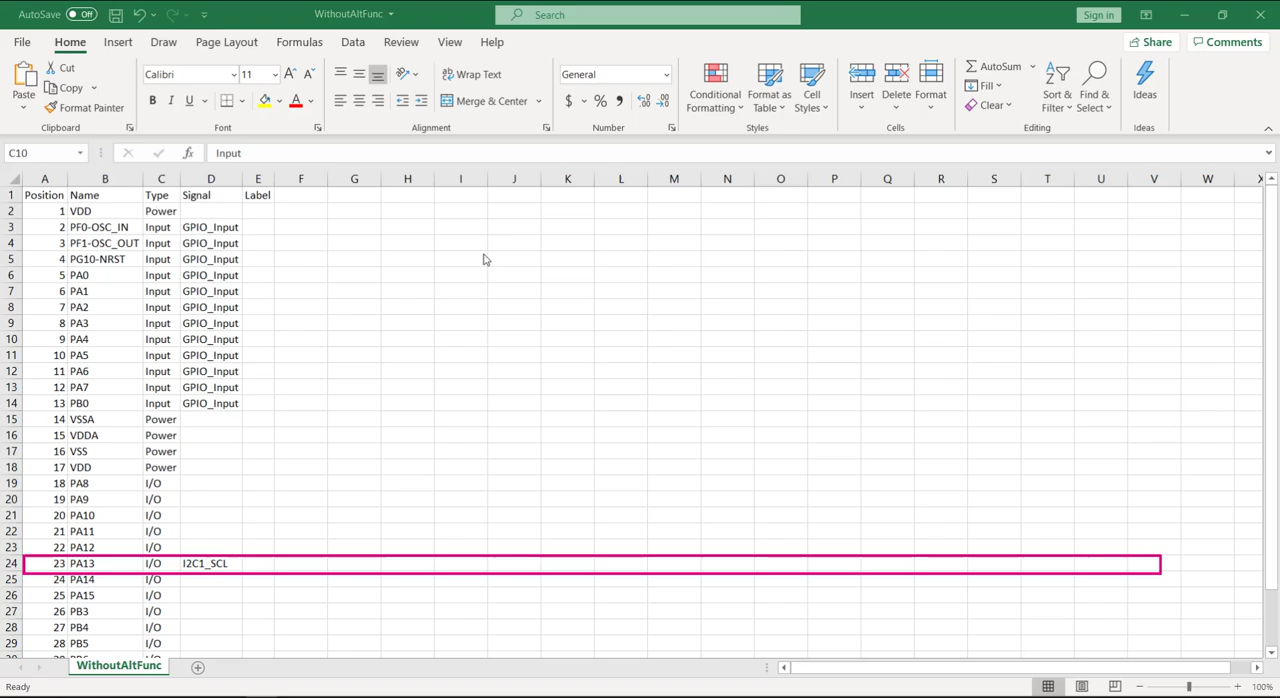 AutoSave Off WithoutAltFunc Search Sign in
File Home Insert Draw Page Layout Formulas Data Review View Help Share Comments
Paste Cut Copy Format Painter Clipboard
Calibri 11 A A B I U A Font
ab Wrap Text Merge & Center Alignment
General $ % 9 Number
Conditional Formatting Format as Table Cell Styles Styles
Insert Delete Format Cells
AutoSum Fill Clear Sort & Filter Find & Select Editing
Ideas Ideas
C10 fx Input
A B C D E F G H I J K L M N O P Q R S T U V W X
1 Position Name Type Signal Label
2 1 VDD Power
3 2 PF0-OSC_IN Input GPIO_Input
4 3 PF1-OSC_OUT Input GPIO_Input
5 4 PG10-NRST Input GPIO_Input
6 5 PA0 Input GPIO_Input
7 6 PA1 Input GPIO_Input
8 7 PA2 Input GPIO_Input
9 8 PA3 Input GPIO_Input
10 9 PA4 Input GPIO_Input
11 10 PA5 Input GPIO_Input
12 11 PA6 Input GPIO_Input
13 12 PA7 Input GPIO_Input
14 13 PB0 Input GPIO_Input
15 14 VSSA Power
16 15 VDDA Power
17 16 VSS Power
18 17 VDD Power
19 18 PA8 I/O
20 19 PA9 I/O
21 20 PA10 I/O
22 21 PA11 I/O
23 22 PA12 I/O
24 23 PA13 I/O I2C1_SCL
25 24 PA14 I/O
26 25 PA15 I/O
27 26 PB3 I/O
28 27 PB4 I/O
29 28 PB5 I/O
WithoutAltFunc
Ready 100%